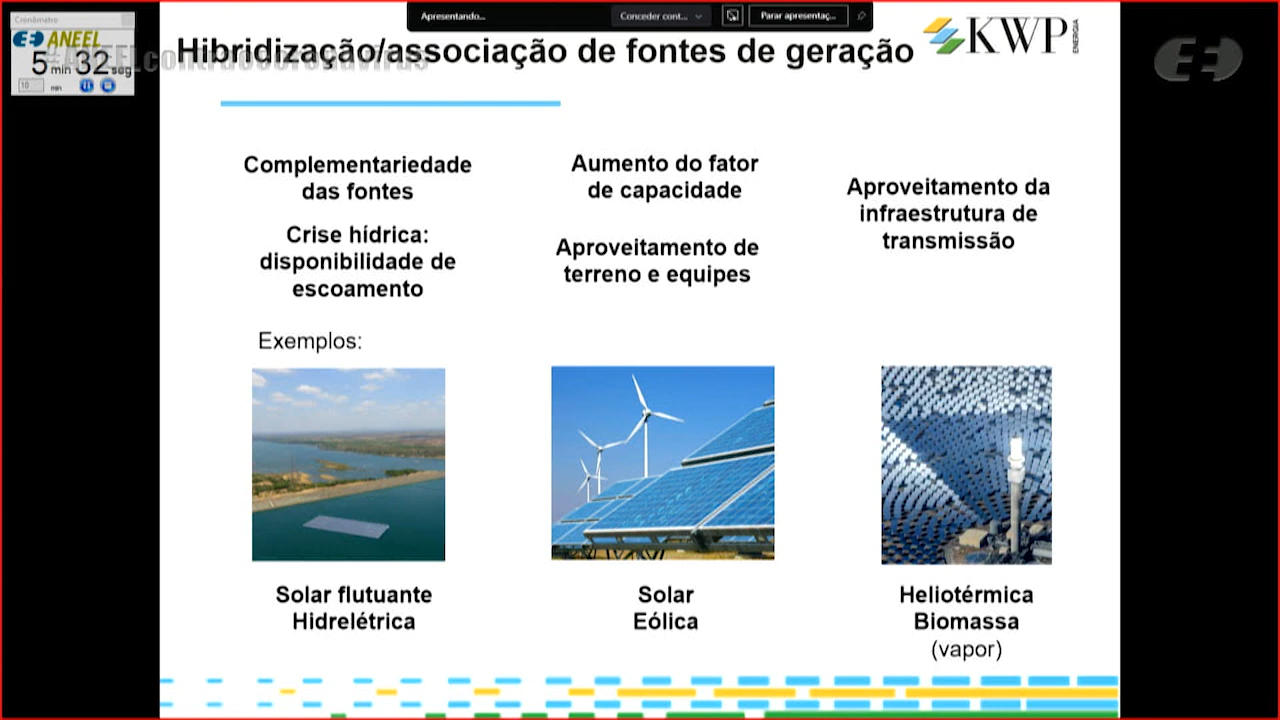 Apresentando...
Conceder cont...
Parar apresentaç...
Cronômetro
ANEEL
5 min 32 seg
10 min
#ANEELcontraocoronavírus
Hibridização/associação de fontes de geração
KWP
ENERGIA
Complementariedade
das fontes
Crise hídrica:
disponibilidade de
escoamento
Aumento do fator
de capacidade
Aproveitamento de
terreno e equipes
Aproveitamento da
infraestrutura de
transmissão
Exemplos:
Solar flutuante
Hidrelétrica
Solar
Eólica
Heliotérmica
Biomassa
(vapor)